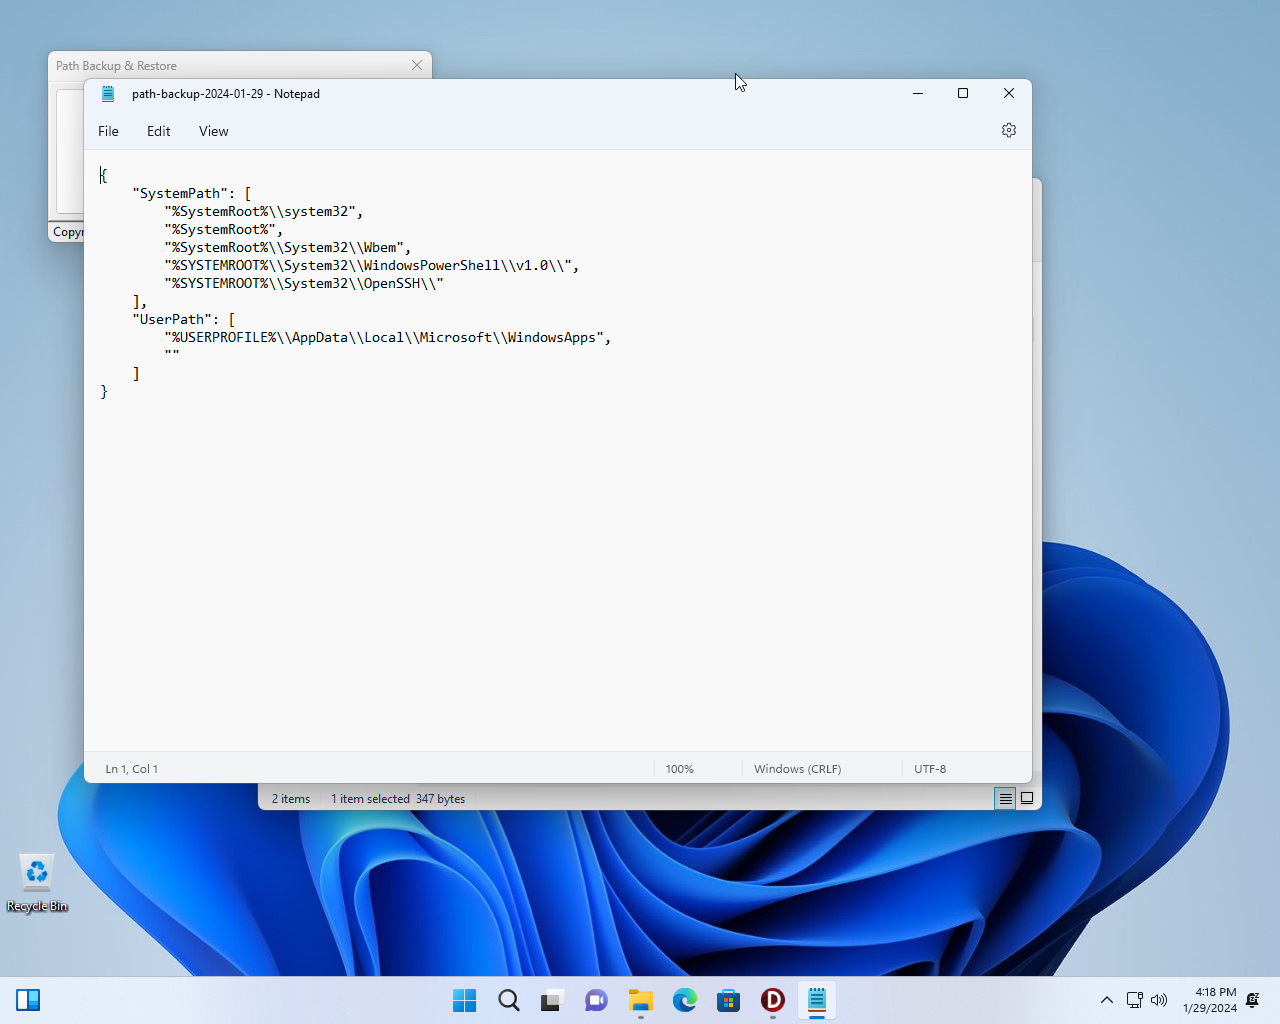 Path Backup & Restore
path-backup-2024-01-29 - Notepad
File Edit View
{
"SystemPath": [
"%SystemRoot%\\system32",
"%SystemRoot%",
"%SystemRoot%\\System32\\Wbem",
"%SYSTEMROOT%\\System32\\WindowsPowerShell\\v1.0\\",
"%SYSTEMROOT%\\System32\\OpenSSH\\"
],
"UserPath": [
"%USERPROFILE%\\AppData\\Local\\Microsoft\\WindowsApps",
""
]
}
Ln 1, Col 1 100% Windows (CRLF) UTF-8
2 items 1 item selected 347 bytes
Recycle Bin
4:18 PM
1/29/2024